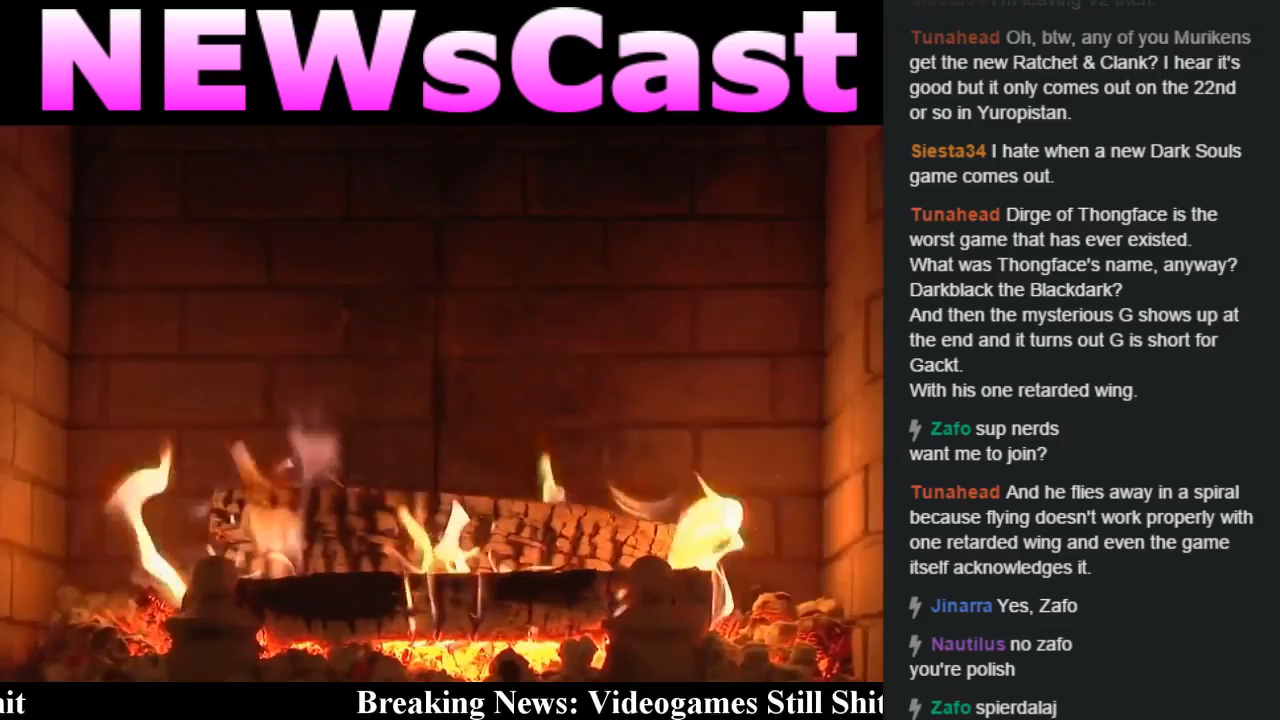 NEWsCast
Siesta34 I'm leaving V2 then.
Tunahead Oh, btw, any of you Murikens
get the new Ratchet & Clank? I hear it's
good but it only comes out on the 22nd
or so in Yuropistan.
Siesta34 I hate when a new Dark Souls
game comes out.
Tunahead Dirge of Thongface is the
worst game that has ever existed.
What was Thongface's name, anyway?
Darkblack the Blackdark?
And then the mysterious G shows up at
the end and it turns out G is short for
Gackt.
With his one retarded wing.
Zafo sup nerds
want me to join?
Tunahead And he flies away in a spiral
because flying doesn't work properly with
one retarded wing and even the game
itself acknowledges it.
Jinarra Yes, Zafo
Nautilus no zafo
you're polish
Zafo spierdalaj
Breaking News: Videogames Still Shit